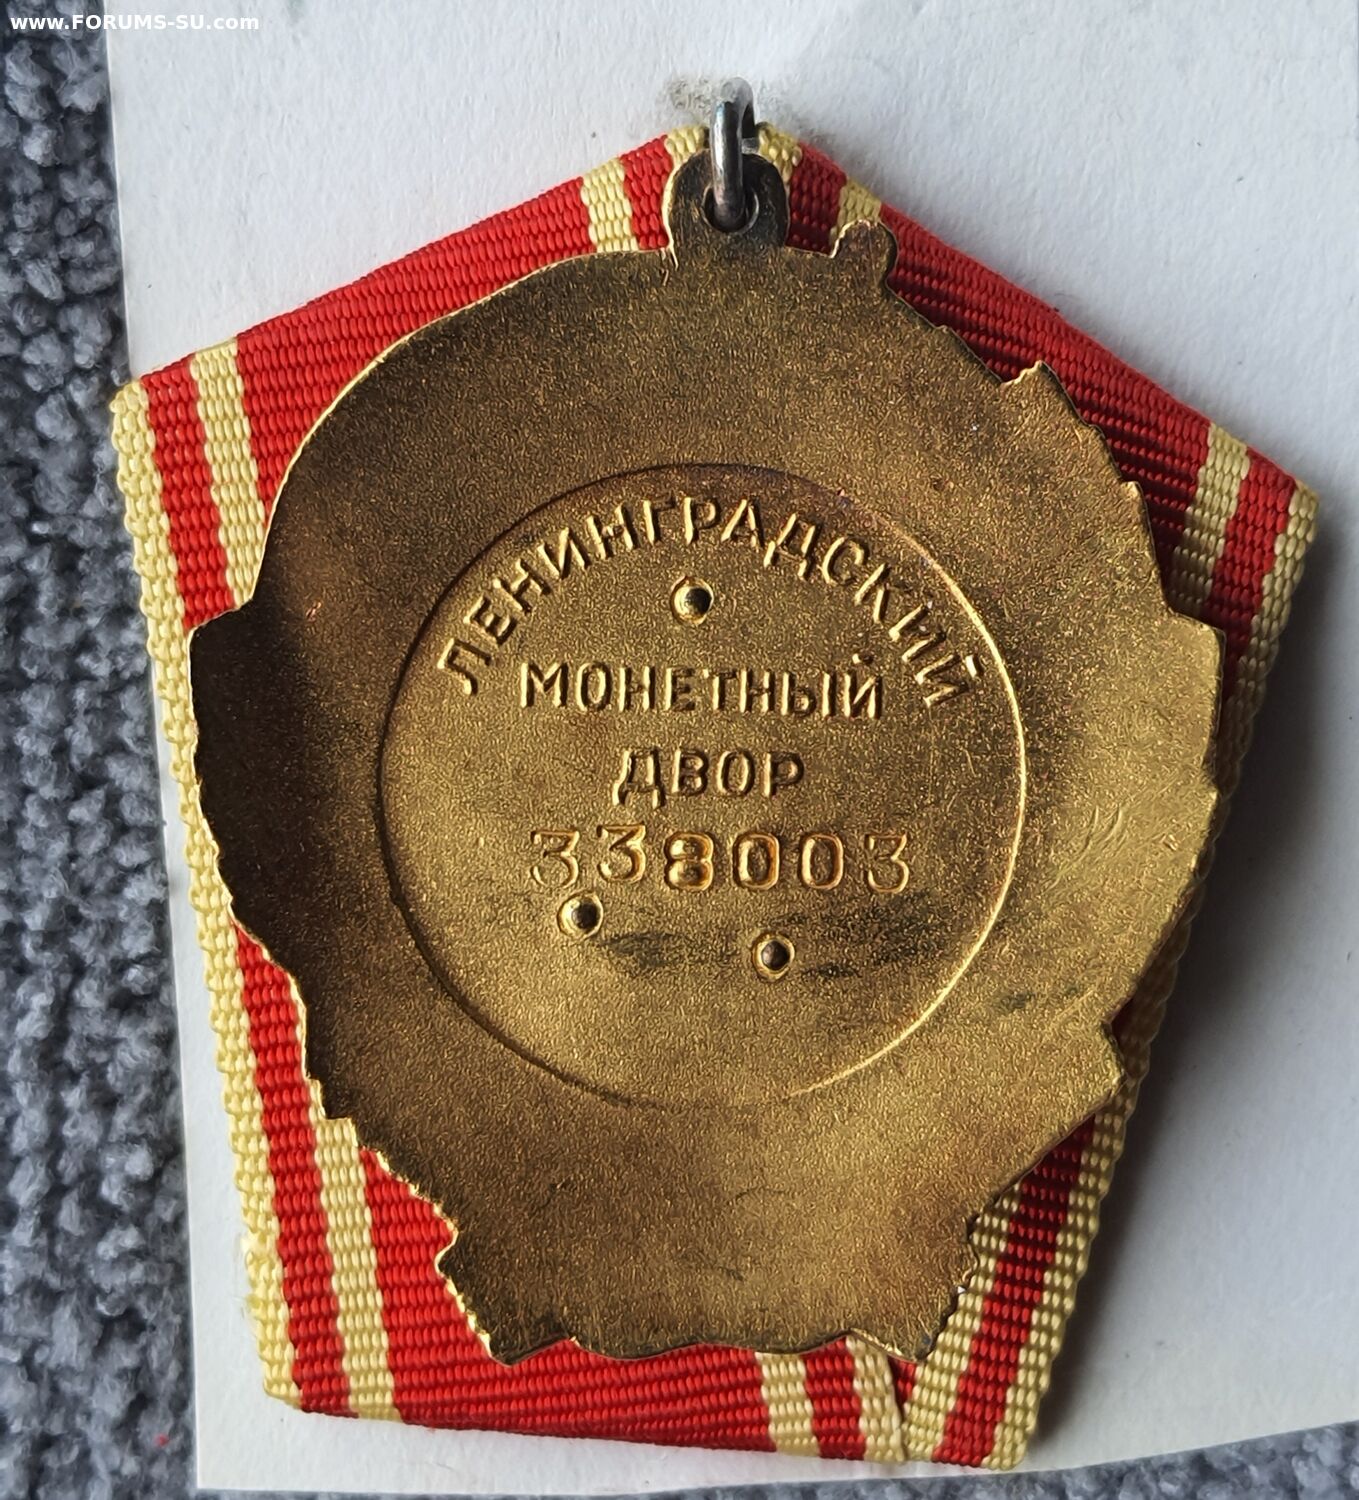 www.FORUMS-SU.com
ЛЕНИНГРАДСКИЙ
МОНЕТНЫЙ
ДВОР
338003